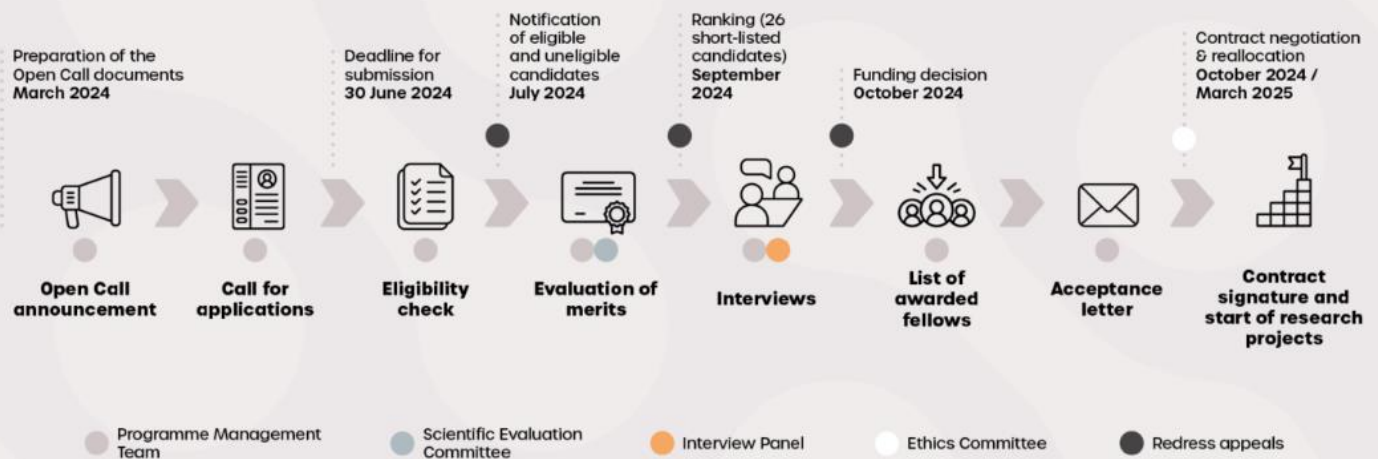 Preparation of the
Open Call documents
March 2024
Deadline for
submission
30 June 2024
Notification
of eligible
and uneligible
candidates
July 2024
Ranking (26
short-listed
candidates)
September
2024
Funding decision
October 2024
Contract negotiation
& reallocation
October 2024 /
March 2025
Open Call
announcement
Call for
applications
Eligibility
check
Evaluation of
merits
Interviews
List of
awarded
fellows
Acceptance
letter
Contract
signature and
start of research
projects
Programme Management
Team
Scientific Evaluation
Committee
Interview Panel
Ethics Committee
Redress appeals